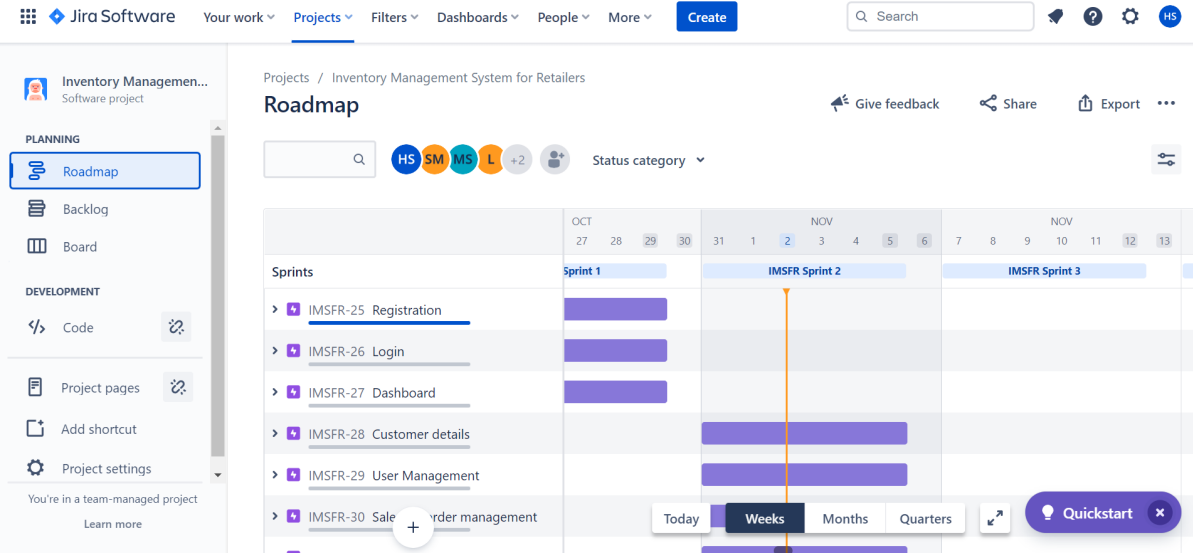 Jira Software Your work Projects Filters Dashboards People More Create Search HS
Inventory Managemen...
Software project
PLANNING
Roadmap
Backlog
Board
DEVELOPMENT
Code
Project pages
Add shortcut
Project settings
You're in a team-managed project
Learn more
Projects / Inventory Management System for Retailers
Roadmap
Give feedback Share Export
HS SM MS L +2 Status category
OCT NOV NOV
27 28 29 30 31 1 2 3 4 5 6 7 8 9 10 11 12 13
Sprints Sprint 1 IMSFR Sprint 2 IMSFR Sprint 3
IMSFR-25 Registration
IMSFR-26 Login
IMSFR-27 Dashboard
IMSFR-28 Customer details
IMSFR-29 User Management
IMSFR-30 order management
Today Weeks Months Quarters
Quickstart